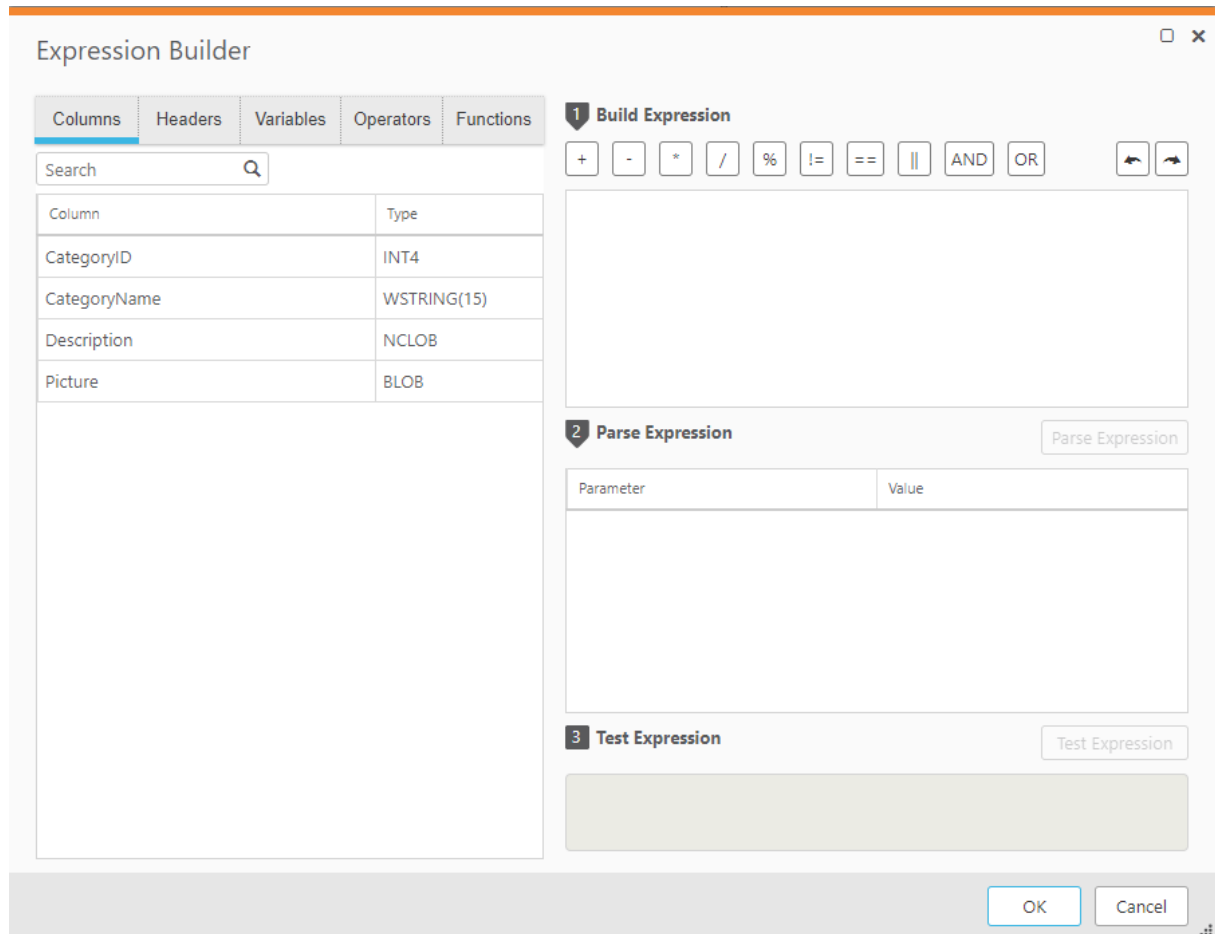 Expression Builder
Columns Headers Variables Operators Functions
Search
Column Type
CategoryID INT4
CategoryName WSTRING(15)
Description NCLOB
Picture BLOB
1 Build Expression
+ - * / % != == || AND OR
2 Parse Expression Parse Expression
Parameter Value
3 Test Expression Test Expression
OK Cancel